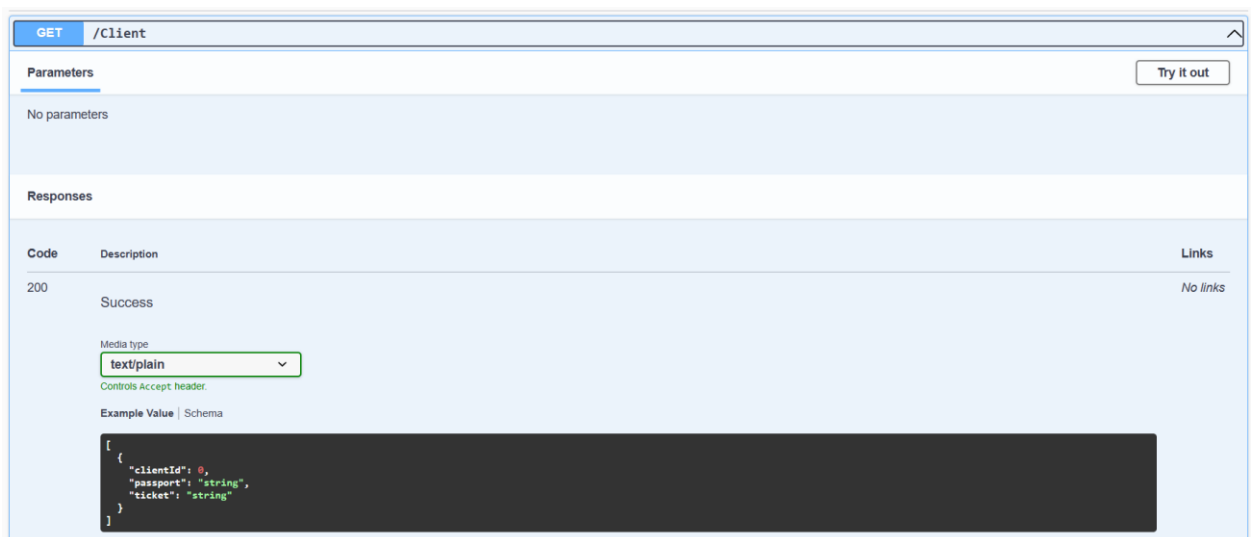 GET /Client
Parameters Try it out
No parameters
Responses
Code Description Links
200 Success No links
Media type
text/plain
Controls Accept header.
Example Value | Schema
[
  {
    "clientId": 0,
    "passport": "string",
    "ticket": "string"
  }
]